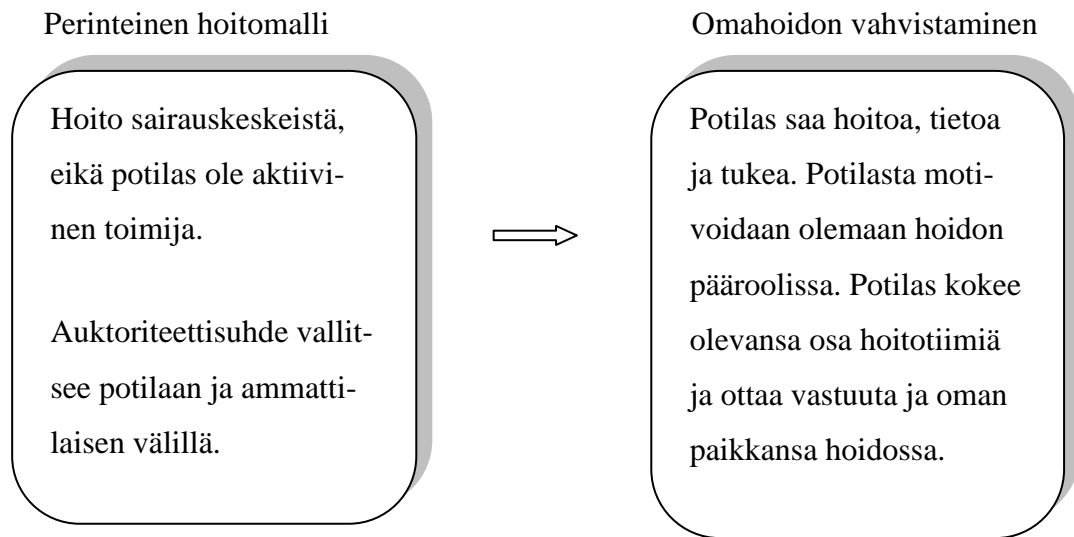 Perinteinen hoitomalli
Hoito sairauskeskeistä,
eikä potilas ole aktiivi-
nen toimija.
Auktoriteettisuhde vallit-
see potilaan ja ammatti-
laisen välillä.
Omahoidon vahvistaminen
Potilas saa hoitoa, tietoa
ja tukea. Potilasta moti-
voidaan olemaan hoidon
pääroolissa. Potilas kokee
olevansa osa hoitotiimiä
ja ottaa vastuuta ja oman
paikkansa hoidossa.